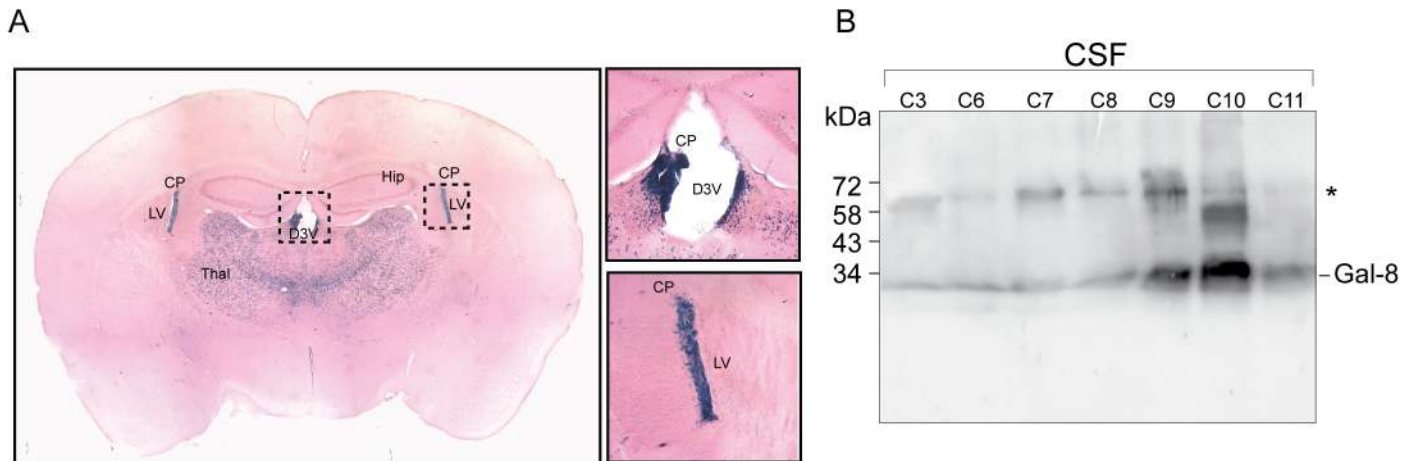 A
CP
LV
Hip
CP
LV
D3V
Thal
CP
D3V
CP
LV
B
CSF
kDa
C3 C6 C7 C8 C9 C10 C11
72
58
43
34
*
Gal-8